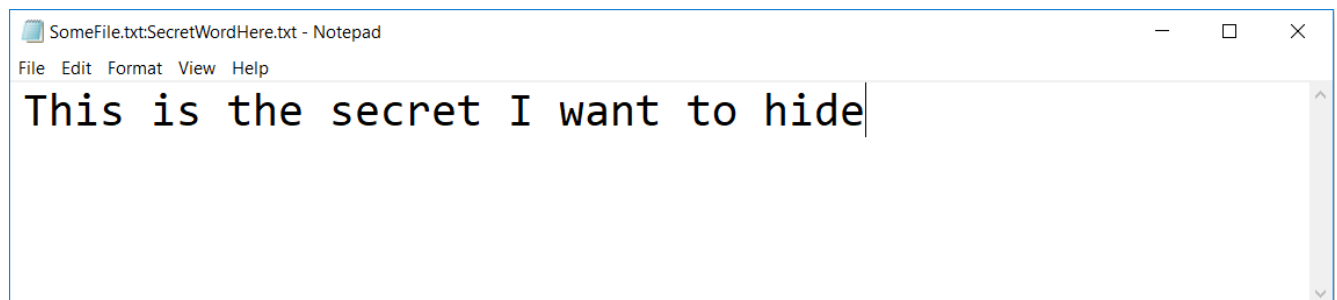 SomeFile.txt:SecretWordHere.txt - Notepad
File Edit Format View Help
This is the secret I want to hide